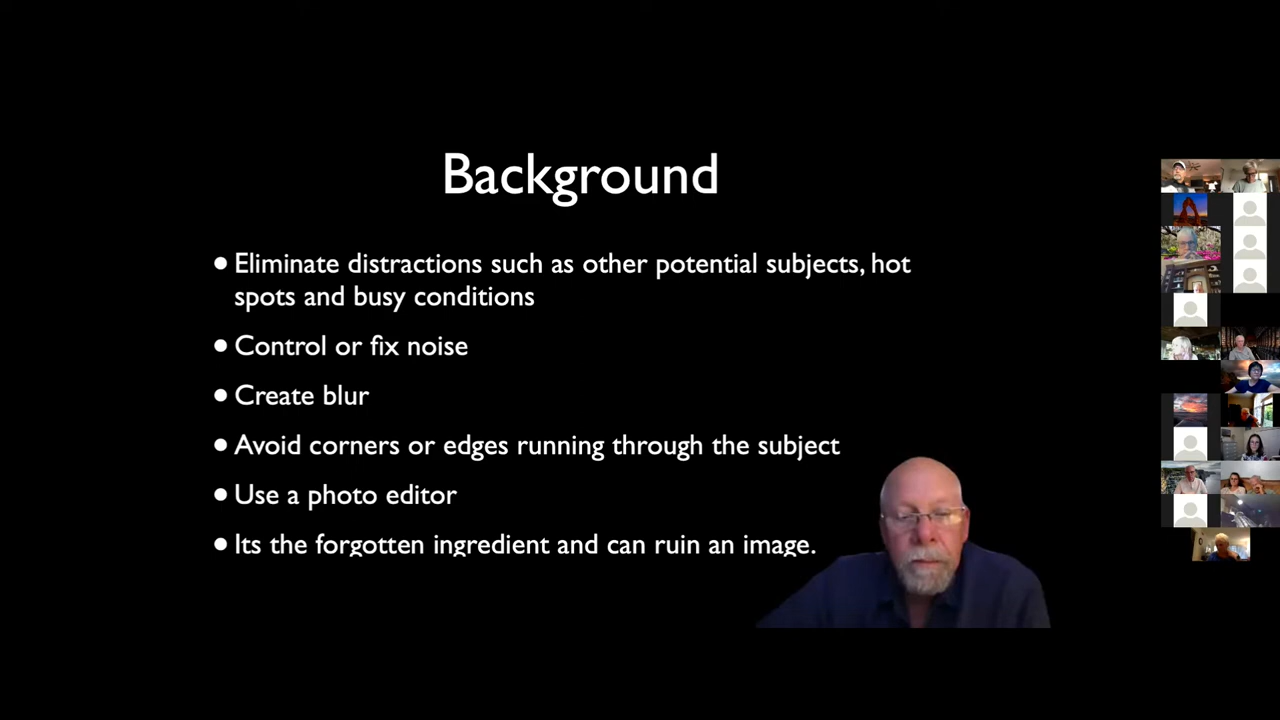 Background
• Eliminate distractions such as other potential subjects, hot
spots and busy conditions
• Control or fix noise
• Create blur
• Avoid corners or edges running through the subject
• Use a photo editor
• Its the forgotten ingredient and can ruin an image.